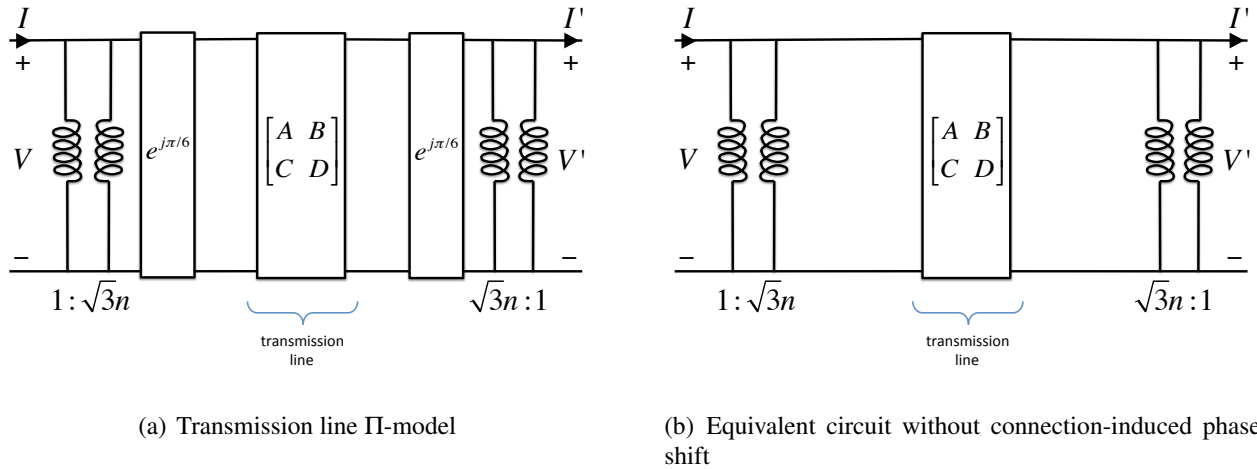 I I' I I'
+ + + +
V e^{jπ/6} [A B e^{jπ/6} V' V [A B V'
C D] C D]
− − − −
1 : √3n √3n : 1 1 : √3n √3n : 1
transmission transmission
line line
(a) Transmission line Π-model
(b) Equivalent circuit without connection-induced phase
shift